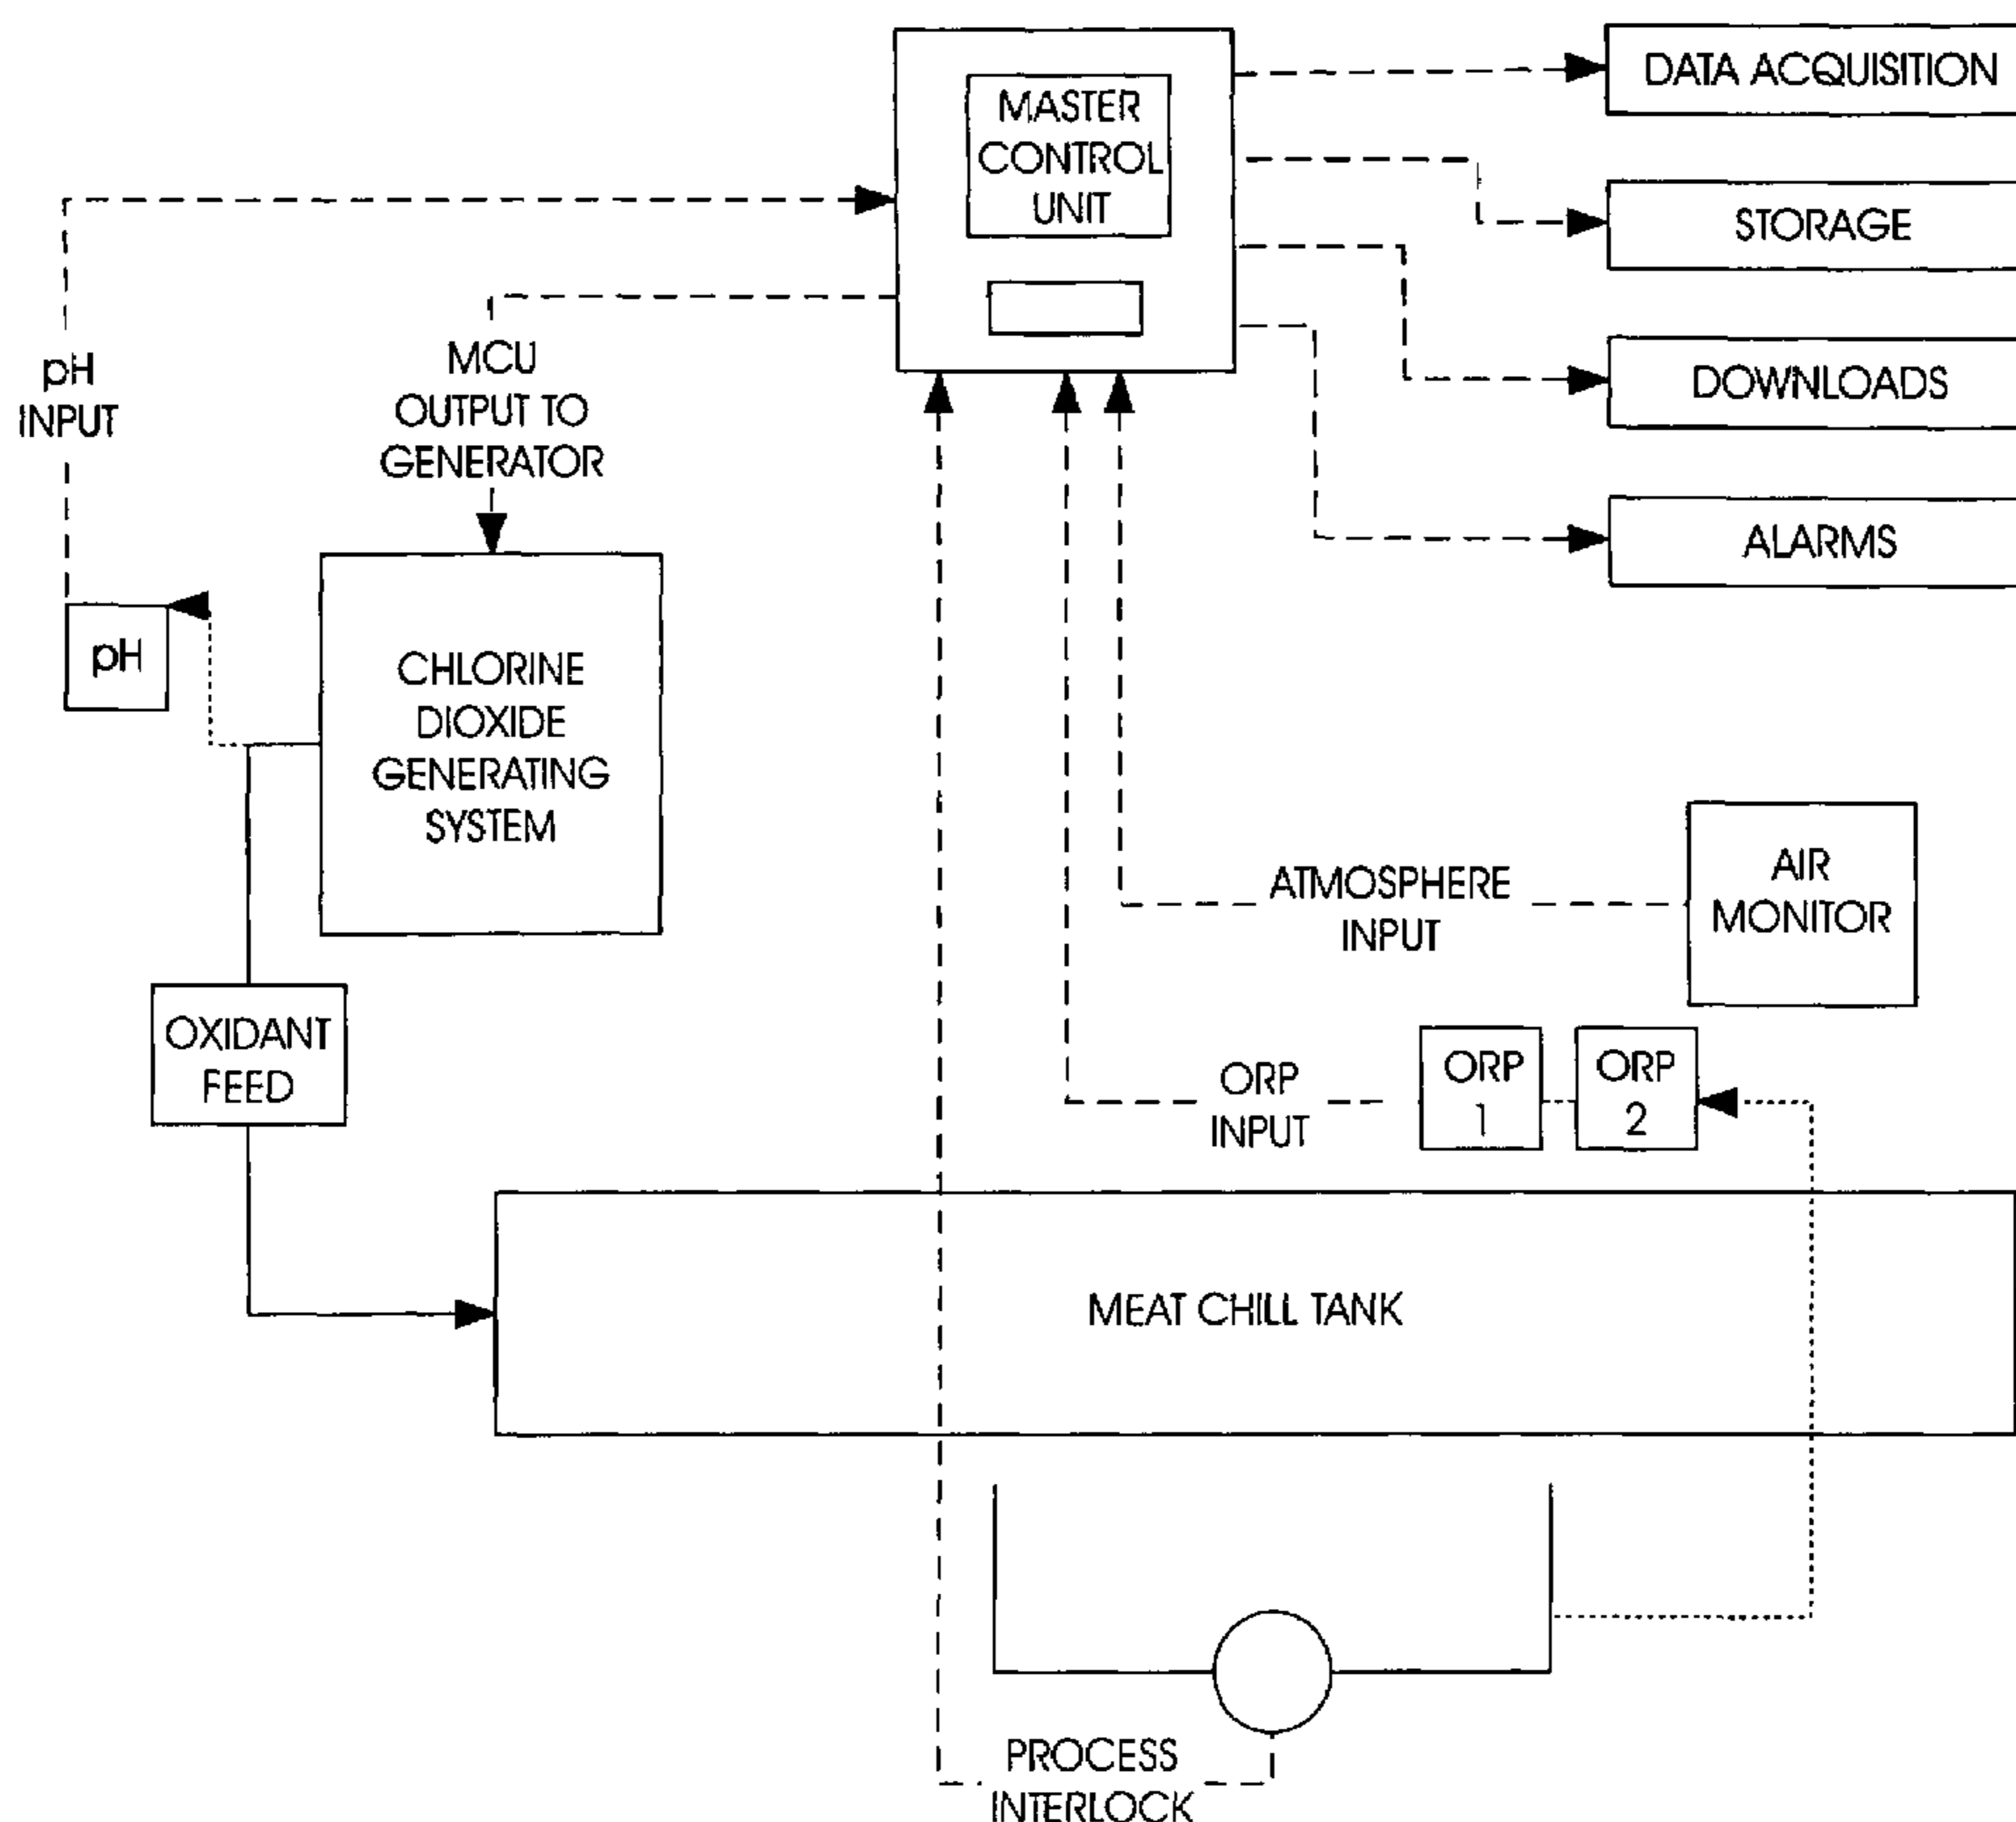 MASTER
CONTROL
UNIT
DATA ACQUISITION
STORAGE
DOWNLOADS
ALARMS
pH
INPUT
MCU
OUTPUT TO
GENERATOR
pH
CHLORINE
DIOXIDE
GENERATING
SYSTEM
AIR
MONITOR
ATMOSPHERE
INPUT
OXIDANT
FEED
ORP
INPUT
ORP
1
ORP
2
MEAT CHILL TANK
PROCESS
INTERLOCK